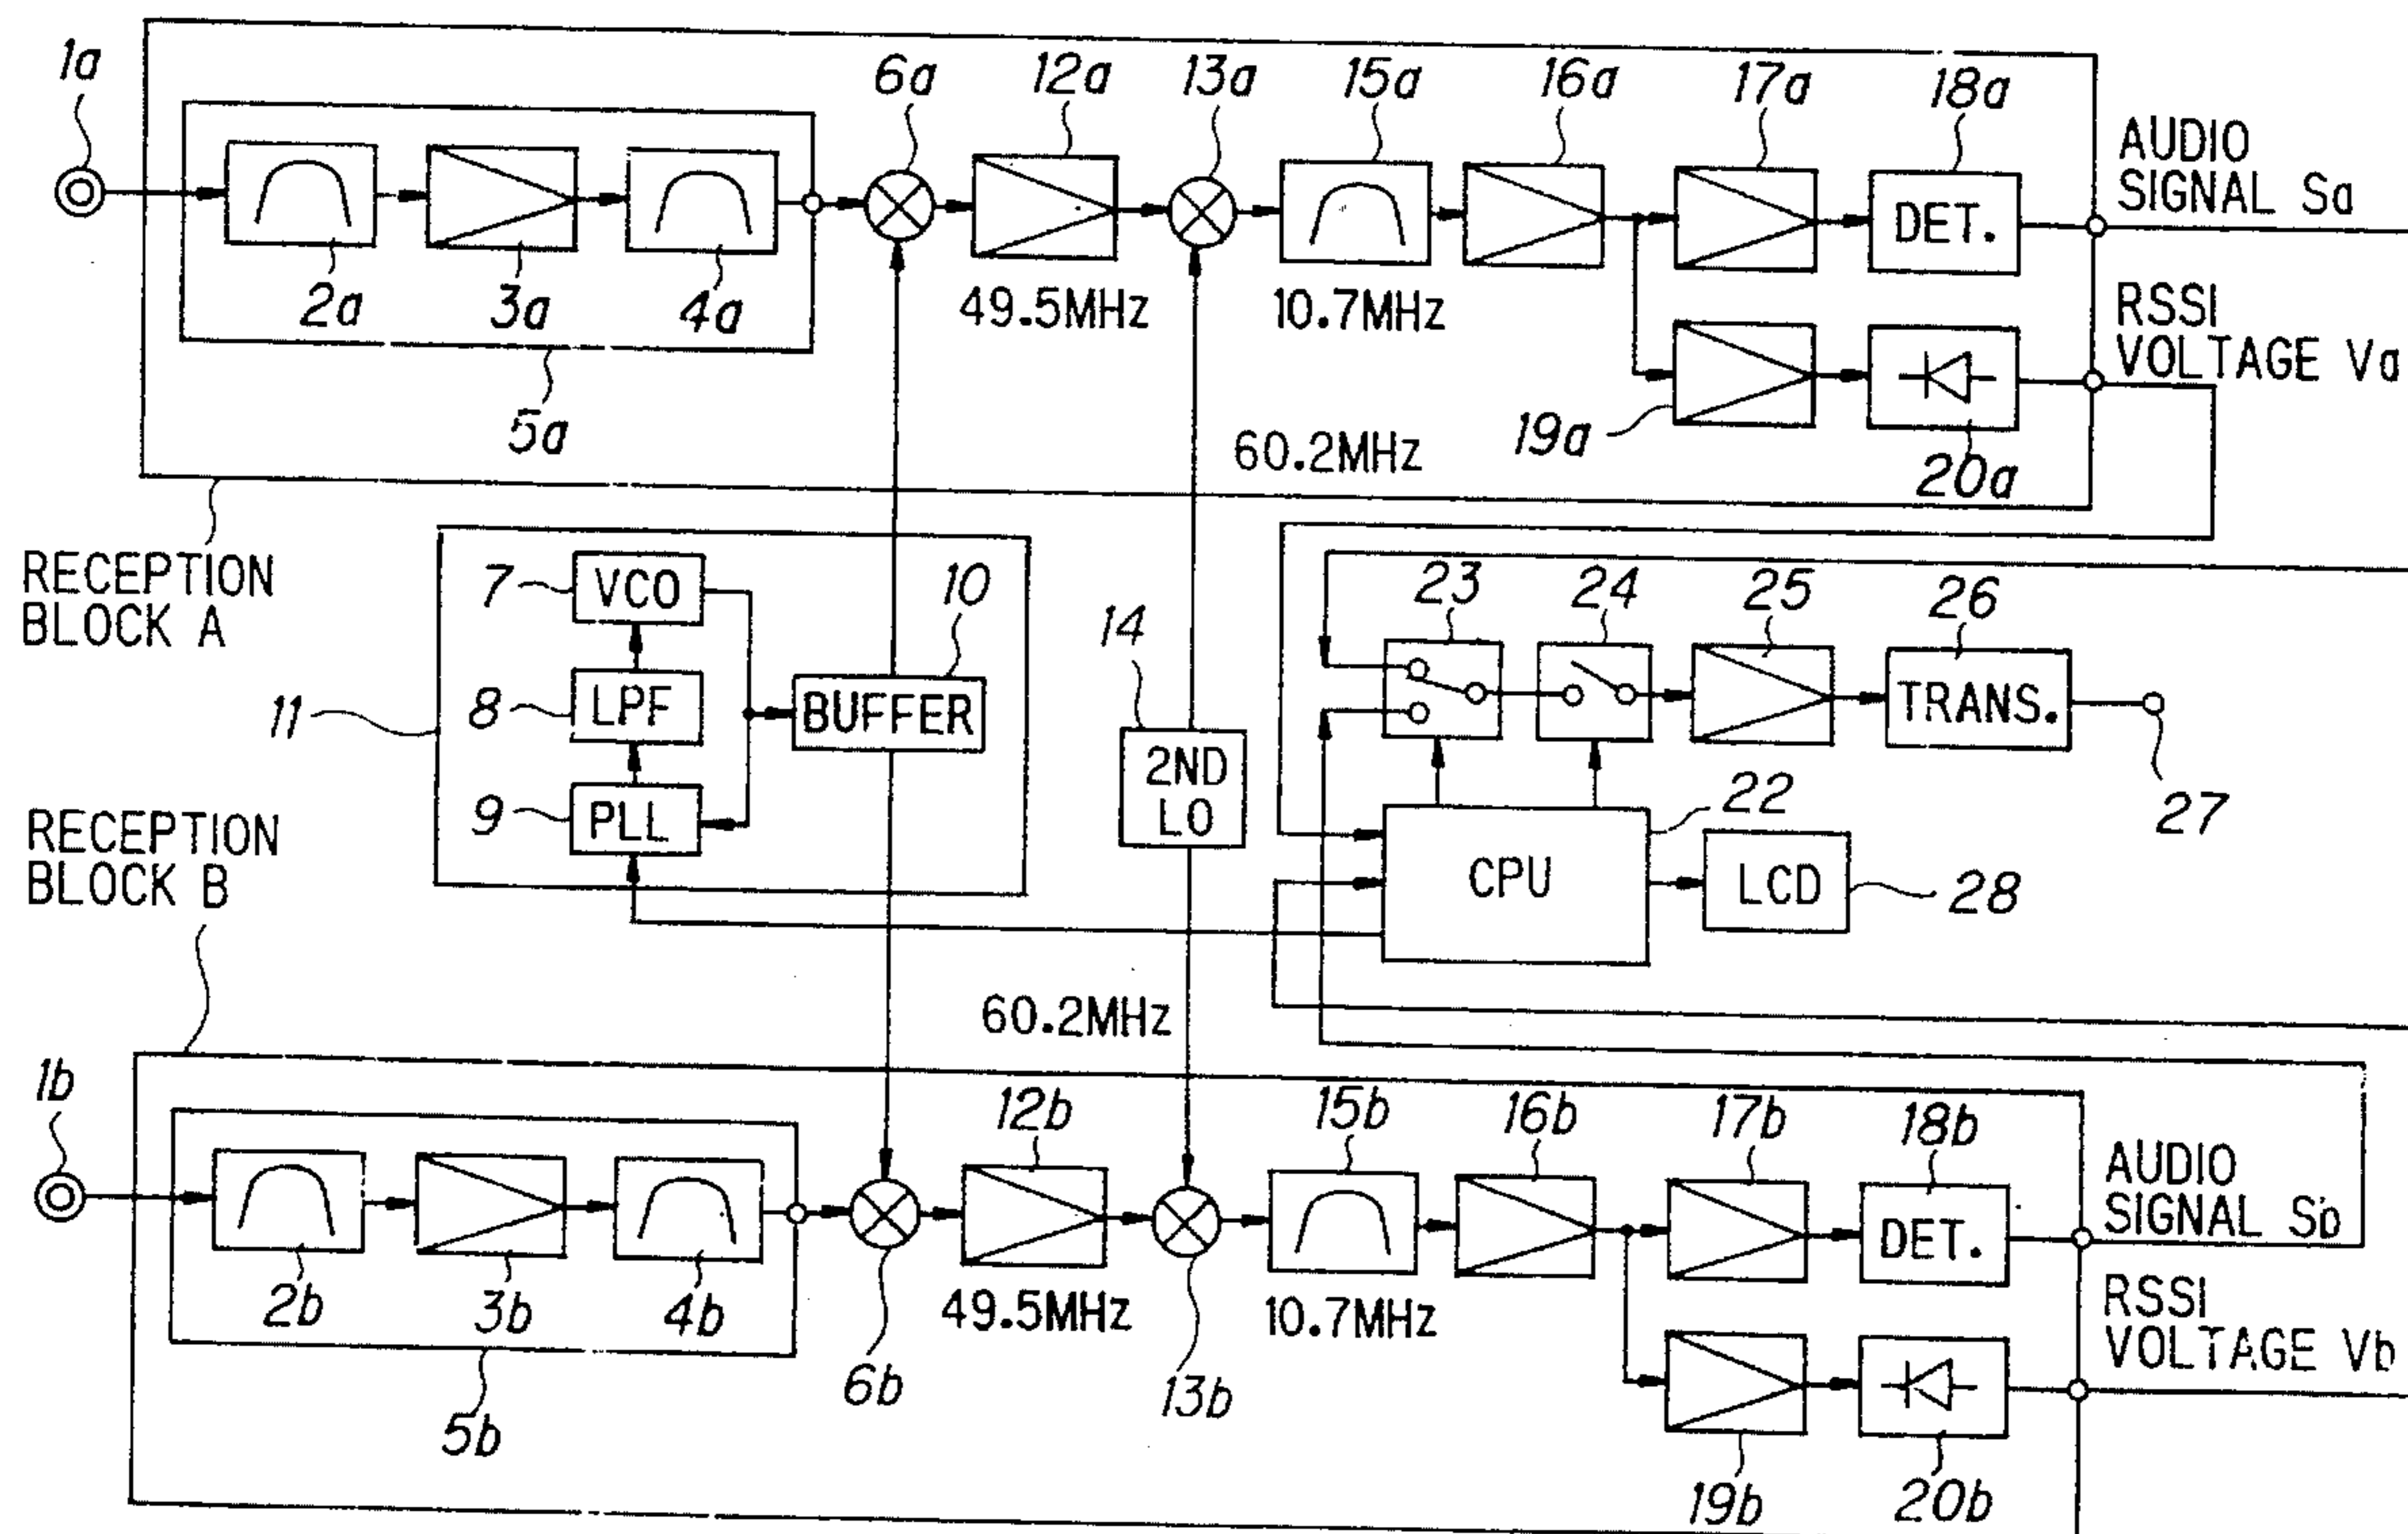 1a
6a
12a
13a
15a
16a
17a
18a
AUDIO
SIGNAL Sa
DET.
2a
3a
4a
49.5MHz
10.7MHz
RSSI
VOLTAGE Va
5a
60.2MHz
19a
20a
RECEPTION
BLOCK A
7
VCO
10
14
23
24
25
26
11
8
LPF
BUFFER
TRANS.
27
9
PLL
2ND
LO
22
CPU
LCD
28
RECEPTION
BLOCK B
60.2MHz
1b
12b
15b
16b
17b
18b
AUDIO
SIGNAL Sb
DET.
2b
3b
4b
49.5MHz
10.7MHz
RSSI
VOLTAGE Vb
5b
6b
13b
19b
20b